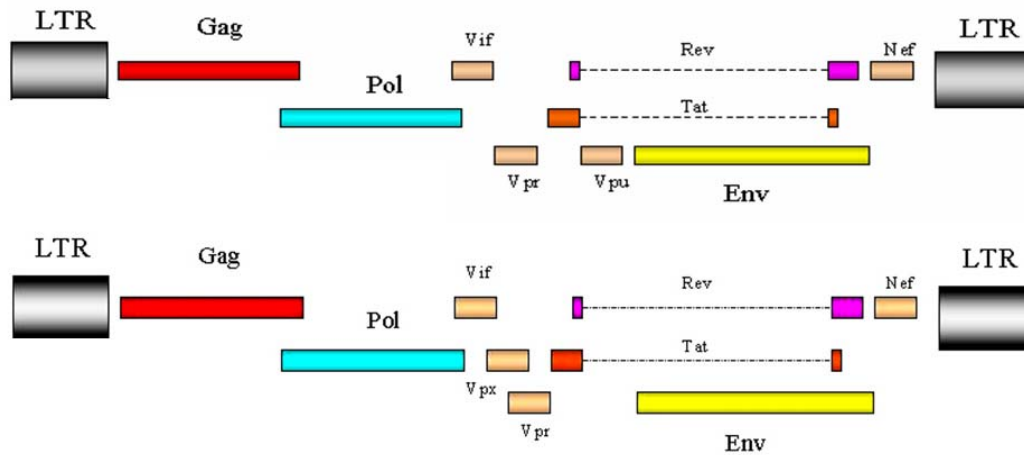 LTR
Gag
Vif
Rev
Nef
LTR
Pol
Tat
Vpr
Vpu
Env
LTR
Gag
Vif
Rev
Nef
LTR
Pol
Tat
Vpx
Vpr
Env